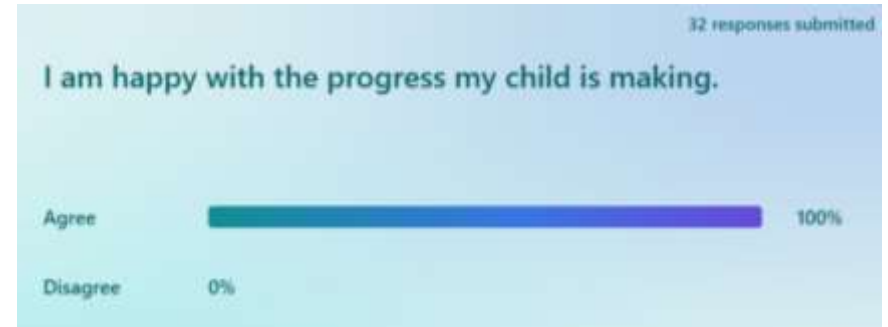 32 responses submitted
I am happy with the progress my child is making.
Agree 100%
Disagree 0%